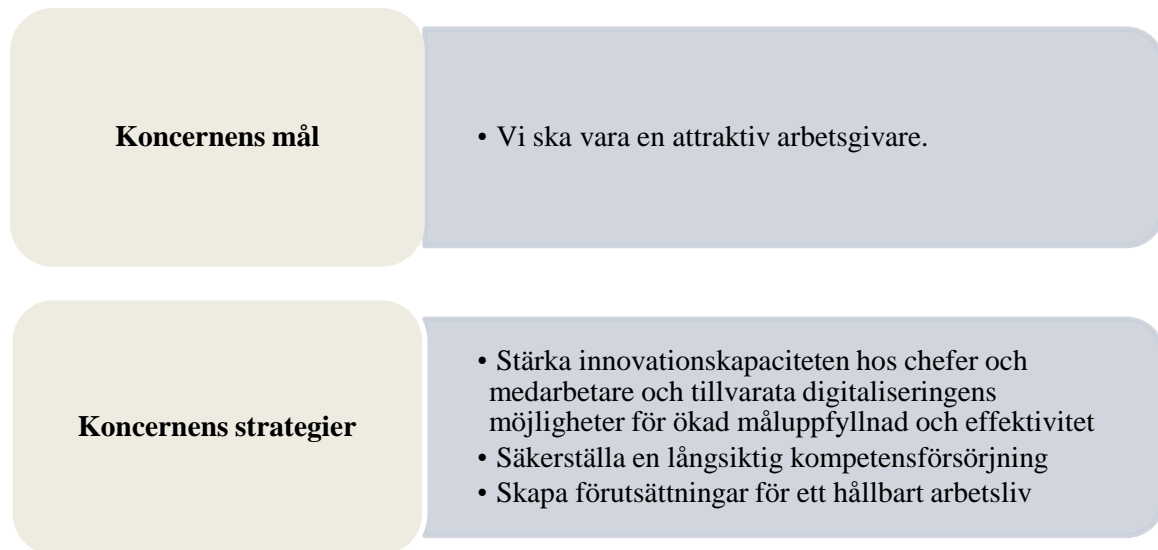 Koncernens mål
• Vi ska vara en attraktiv arbetsgivare.
Koncernens strategier
• Stärka innovationskapaciteten hos chefer och
medarbetare och tillvarata digitaliseringens
möjligheter för ökad måluppfyllnad och effektivitet
• Säkerställa en långsiktig kompetensförsörjning
• Skapa förutsättningar för ett hållbart arbetsliv